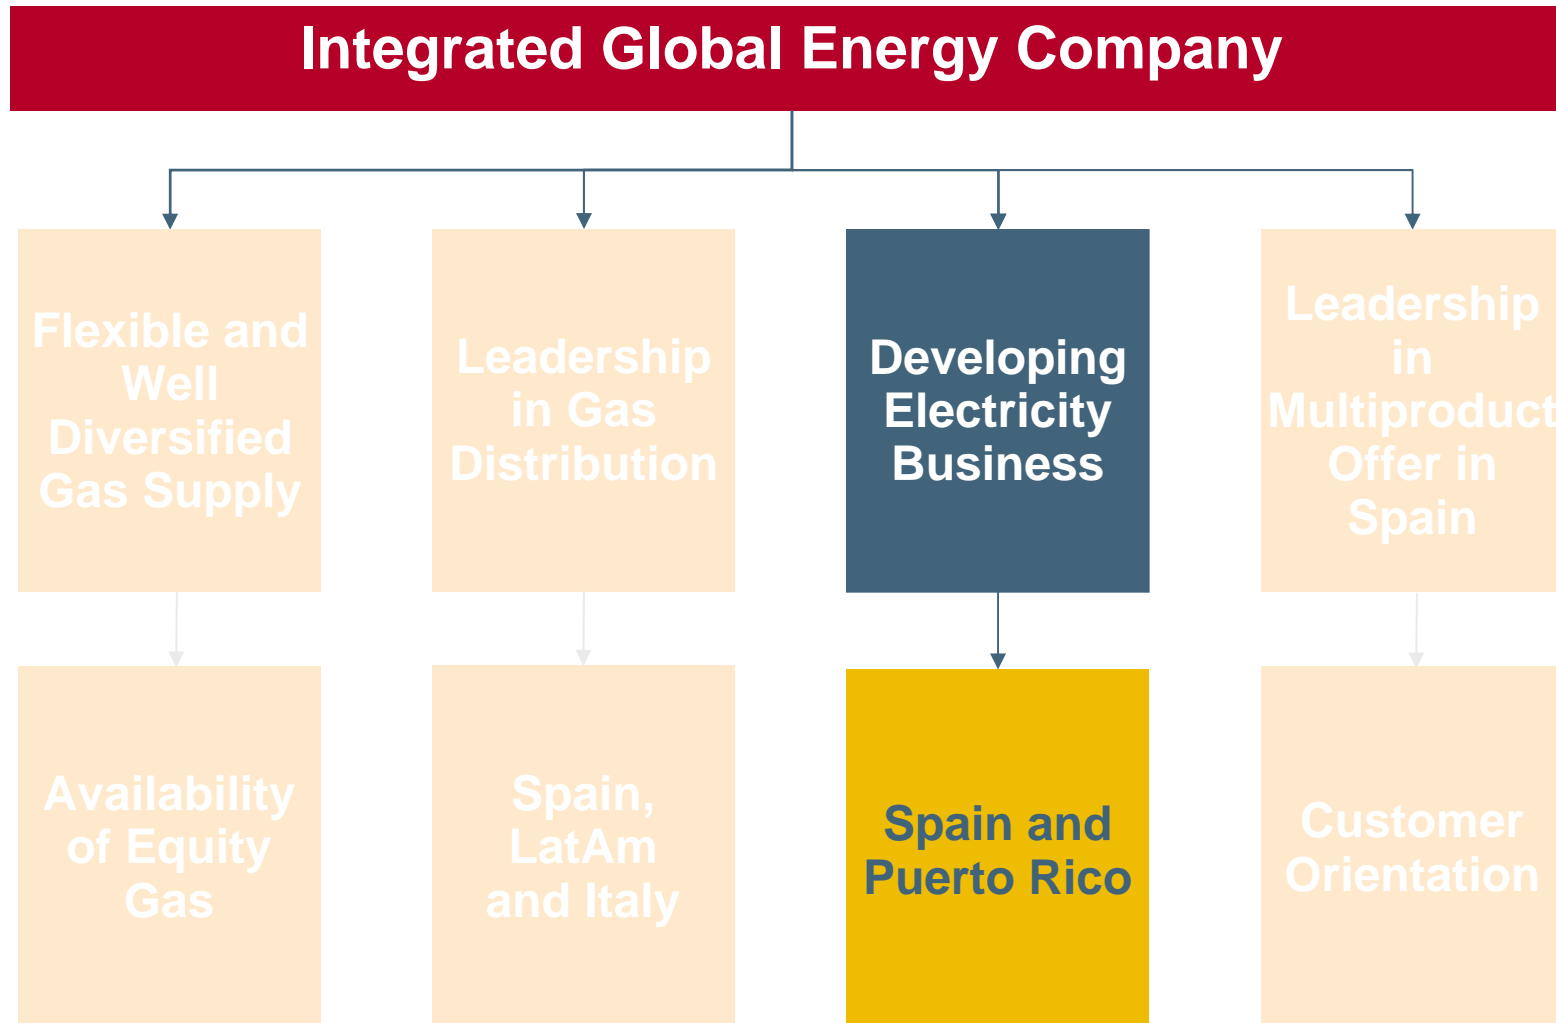 Integrated Global Energy Company
Flexible and
Well
Diversified
Gas Supply
Leadership
in Gas
Distribution
Developing
Electricity
Business
Leadership
in
Multiproduct
Offer in
Spain
Availability
of Equity
Gas
Spain,
LatAm
and Italy
Spain and
Puerto Rico
Customer
Orientation